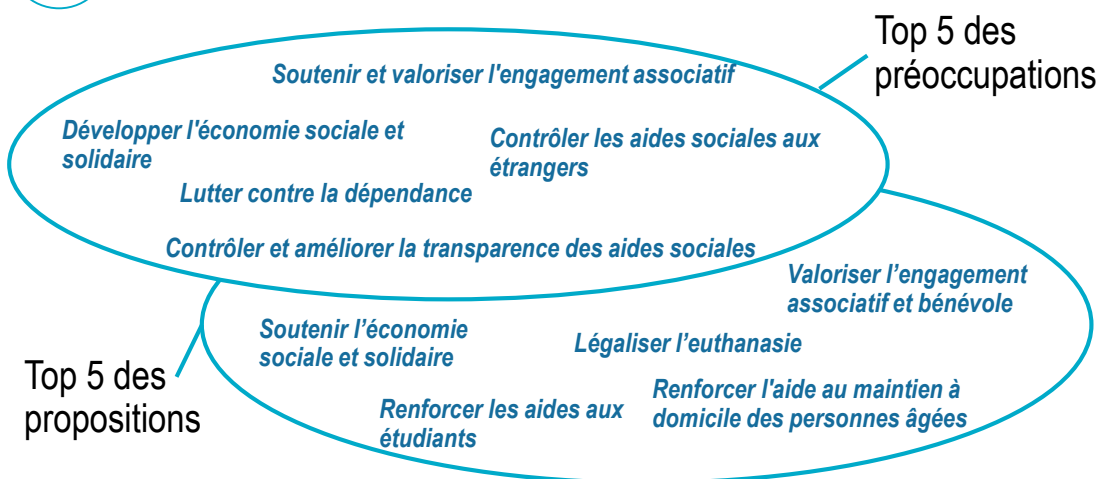 Top 5 des
préoccupations
Soutenir et valoriser l'engagement associatif
Développer l'économie sociale et
solidaire
Contrôler les aides sociales aux
étrangers
Lutter contre la dépendance
Contrôler et améliorer la transparence des aides sociales
Valoriser l’engagement
associatif et bénévole
Soutenir l’économie
sociale et solidaire
Légaliser l’euthanasie
Top 5 des
propositions
Renforcer les aides aux
étudiants
Renforcer l'aide au maintien à
domicile des personnes âgées